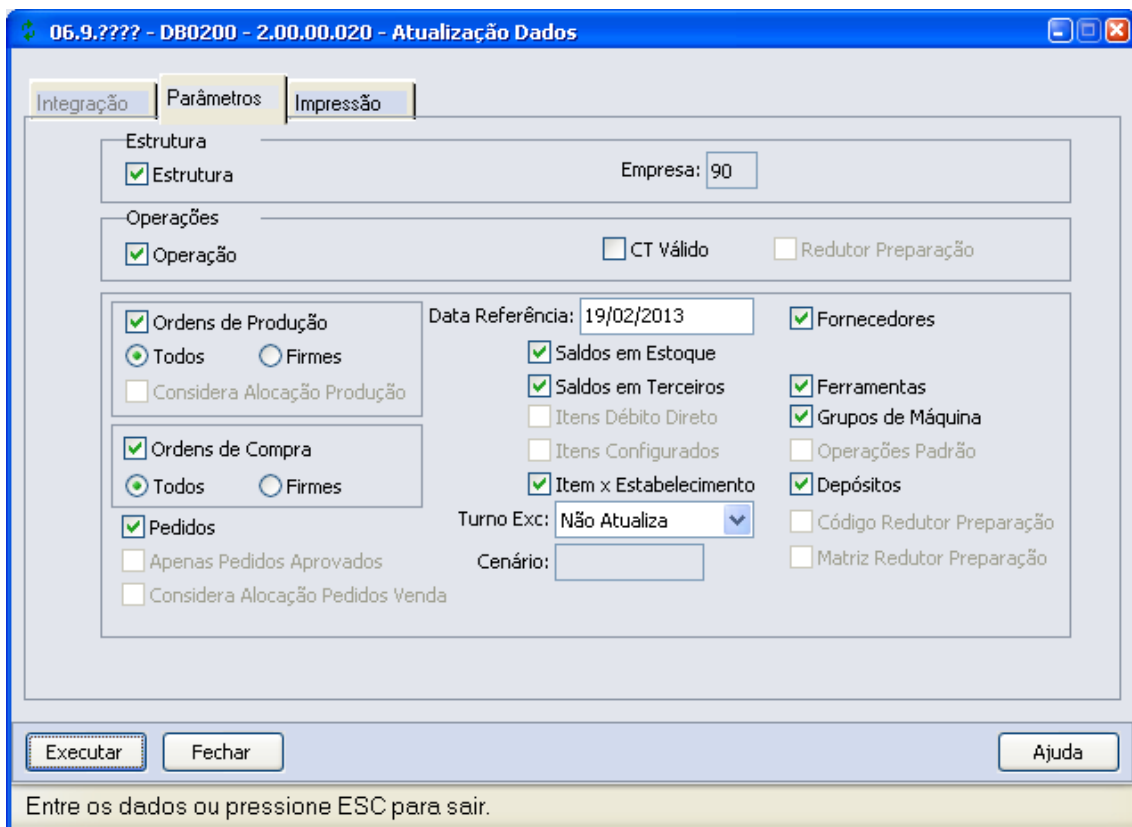 06.9.???? - DB0200 - 2.00.00.020 - Atualização Dados
Integração Parâmetros Impressão
Estrutura
Estrutura Empresa: 90
Operações
Operação CT Válido Redutor Preparação
Ordens de Produção Data Referência: 19/02/2013 Fornecedores
Todos Firmes Saldos em Estoque
Considera Alocação Produção Saldos em Terceiros Ferramentas
Itens Débito Direto Grupos de Máquina
Ordens de Compra Itens Configurados Operações Padrão
Todos Firmes Item x Estabelecimento Depósitos
Pedidos Turno Exc: Não Atualiza Código Redutor Preparação
Apenas Pedidos Aprovados Cenário: Matriz Redutor Preparação
Considera Alocação Pedidos Venda
Executar Fechar Ajuda
Entre os dados ou pressione ESC para sair.